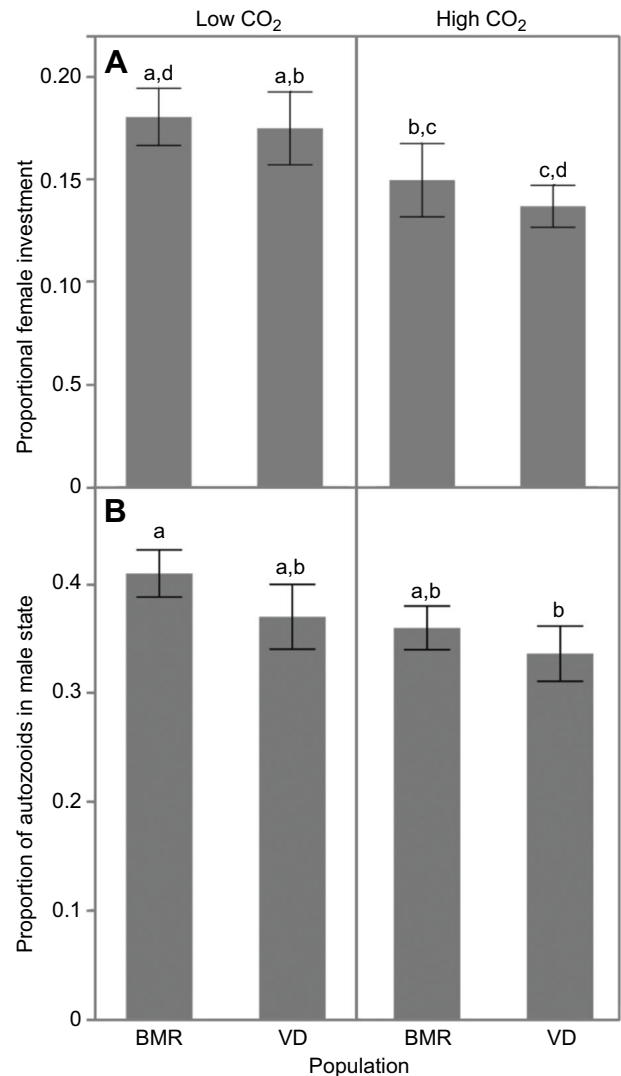 Low CO₂ High CO₂
A
a,d a,b b,c c,d
0.20
0.15
0.10
0.5
0
Proportional female investment
B
a a,b a,b b
0.4
0.3
0.2
0.1
0
Proportion of autozooids in male state
BMR VD BMR VD
Population